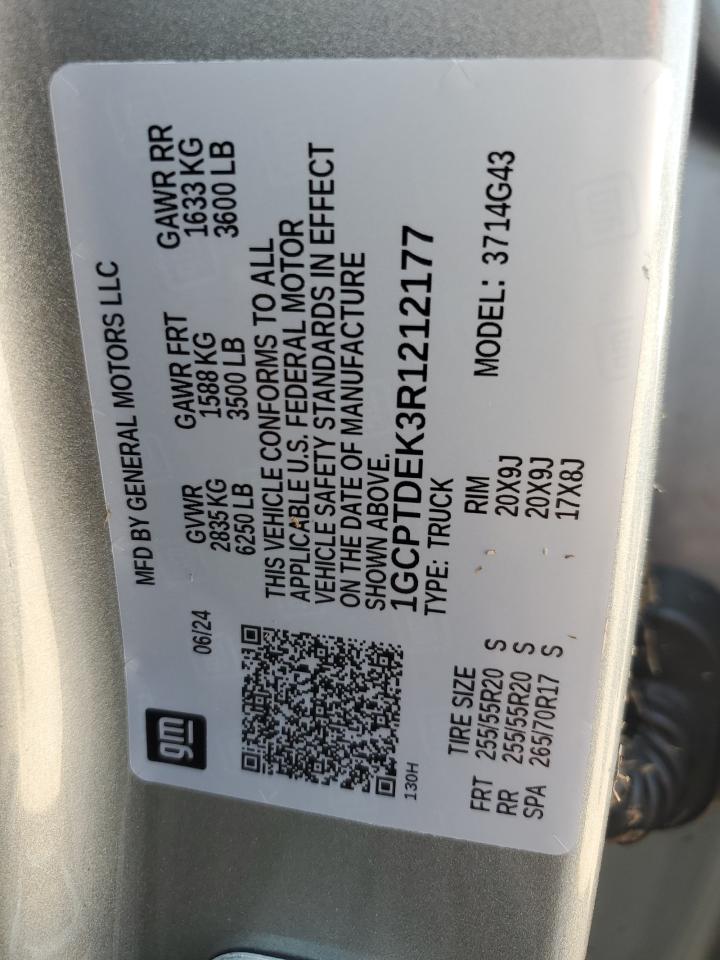 gm
MFD BY GENERAL MOTORS LLC
06/24
GVWR GAWR FRT GAWR RR
2835 KG 1588 KG 1633 KG
6250 LB 3500 LB 3600 LB
THIS VEHICLE CONFORMS TO ALL
APPLICABLE U.S. FEDERAL MOTOR
VEHICLE SAFETY STANDARDS IN EFFECT
ON THE DATE OF MANUFACTURE
SHOWN ABOVE.
1GCPTDEK3R1212177
130H
TYPE: TRUCK MODEL: 3714G43
TIRE SIZE RIM
FRT 255/55R20 S 20X9J
RR 255/55R20 S 20X9J
SPA 265/70R17 S 17X8J